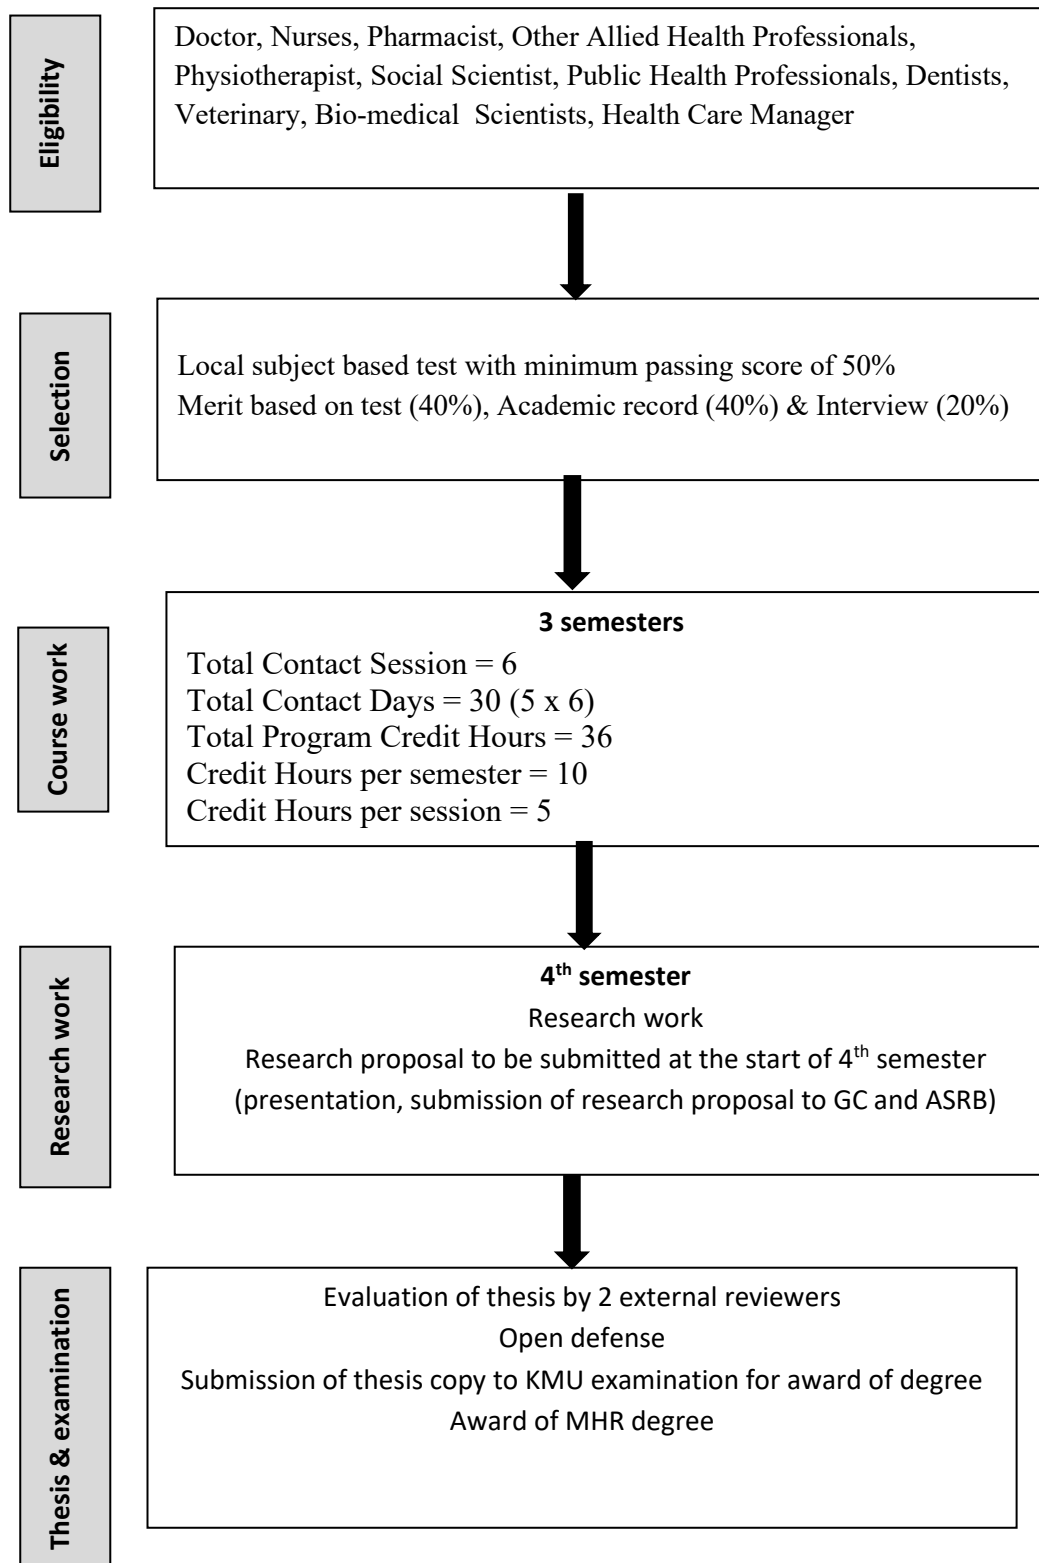 Eligibility
Doctor, Nurses, Pharmacist, Other Allied Health Professionals,
Physiotherapist, Social Scientist, Public Health Professionals, Dentists,
Veterinary, Bio-medical Scientists, Health Care Manager
Selection
Local subject based test with minimum passing score of 50%
Merit based on test (40%), Academic record (40%) & Interview (20%)
Course work
3 semesters
Total Contact Session = 6
Total Contact Days = 30 (5 x 6)
Total Program Credit Hours = 36
Credit Hours per semester = 10
Credit Hours per session = 5
Research work
4th semester
Research work
Research proposal to be submitted at the start of 4th semester
(presentation, submission of research proposal to GC and ASRB)
Thesis & examination
Evaluation of thesis by 2 external reviewers
Open defense
Submission of thesis copy to KMU examination for award of degree
Award of MHR degree